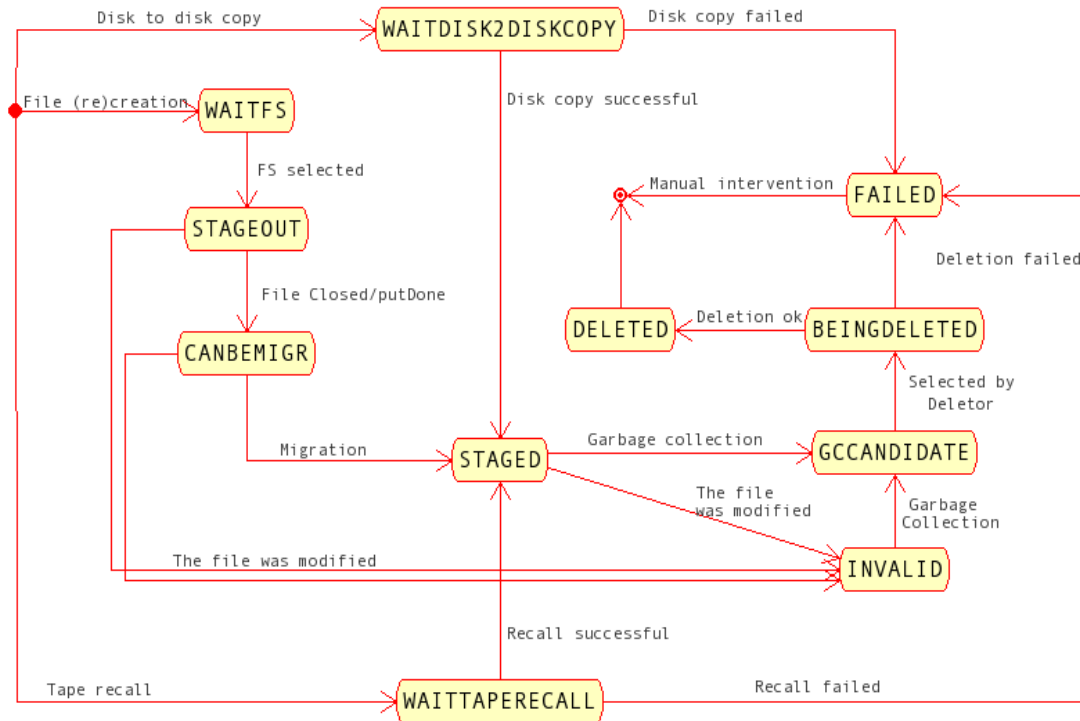 Disk to disk copy
WAITDISK2DISKCOPY
Disk copy failed
File (re)creation
WAITFS
Disk copy successful
FS selected
Manual intervention
FAILED
STAGEOUT
Deletion failed
File Closed/putDone
DELETED
Deletion ok
BEINGDELETED
CANBEMIGR
Selected by
Deletor
Migration
STAGED
Garbage collection
GCCANDIDATE
The file
was modified
Garbage
Collection
The file was modified
INVALID
Recall successful
Tape recall
WAITTAPERECALL
Recall failed